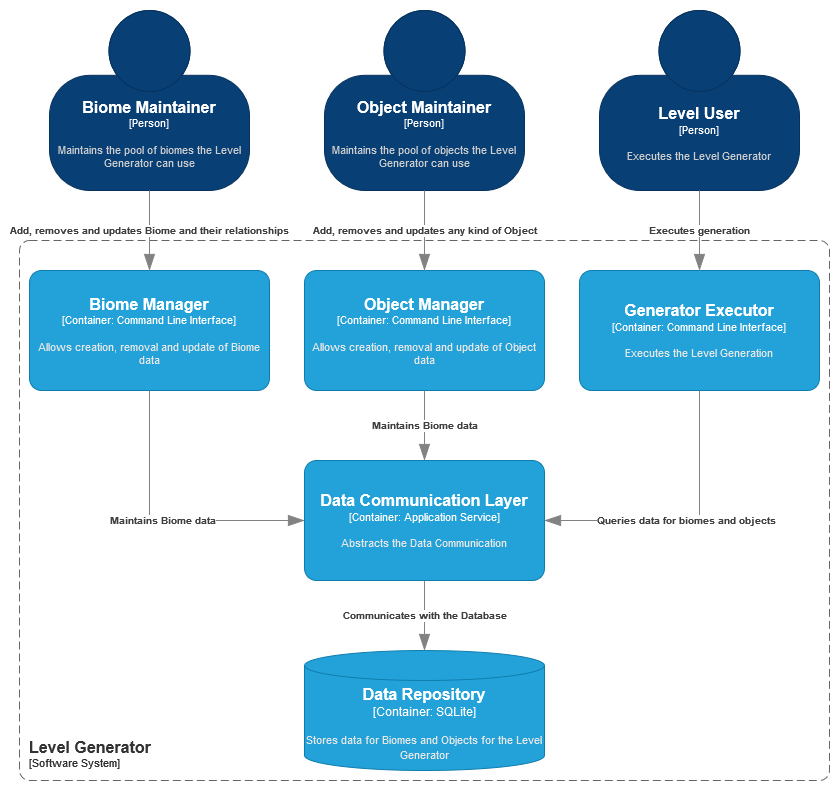 Biome Maintainer
[Person]
Maintains the pool of biomes the Level
Generator can use
Object Maintainer
[Person]
Maintains the pool of objects the Level
Generator can use
Level User
[Person]
Executes the Level Generator
Add, removes and updates Biome and their relationships
Add, removes and updates any kind of Object
Executes generation
Biome Manager
[Container: Command Line Interface]
Allows creation, removal and update of Biome
data
Object Manager
[Container: Command Line Interface]
Allows creation, removal and update of Object
data
Generator Executor
[Container: Command Line Interface]
Executes the Level Generation
Maintains Biome data
Maintains Biome data
Data Communication Layer
[Container: Application Service]
Abstracts the Data Communication
Queries data for biomes and objects
Communicates with the Database
Data Repository
[Container: SQLite]
Stores data for Biomes and Objects for the Level
Generator
Level Generator
[Software System]